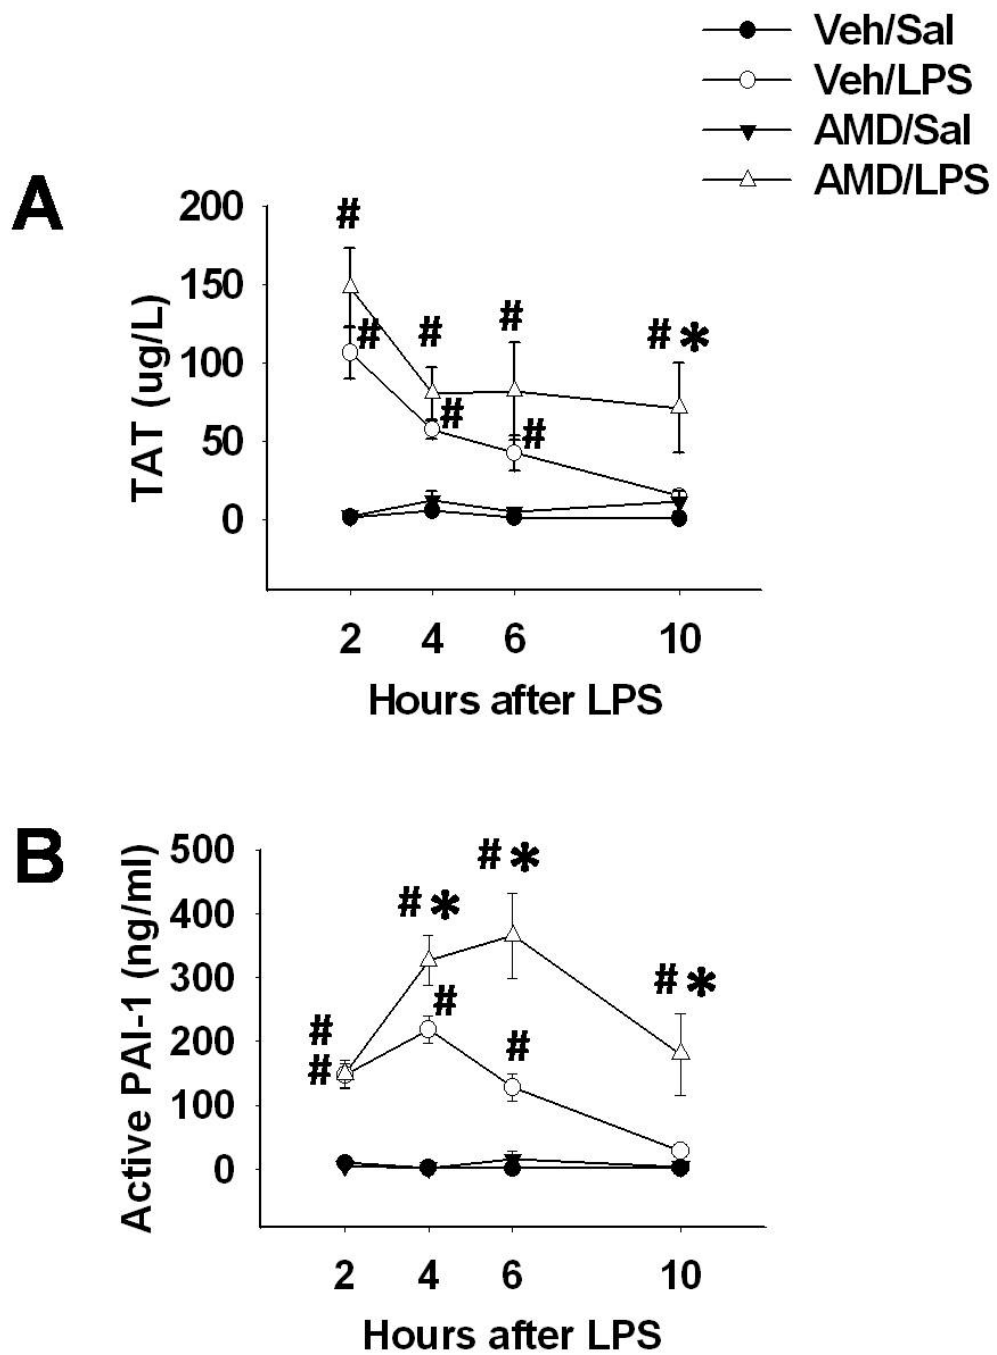 Veh/Sal
Veh/LPS
AMD/Sal
AMD/LPS
A
200
150
100
50
0
TAT (ug/L)
#
#
#
#
#
#
# *
2 4 6 10
Hours after LPS
B
500
400
300
200
100
0
Active PAI-1 (ng/ml)
# *
# *
# *
#
#
#
#
2 4 6 10
Hours after LPS